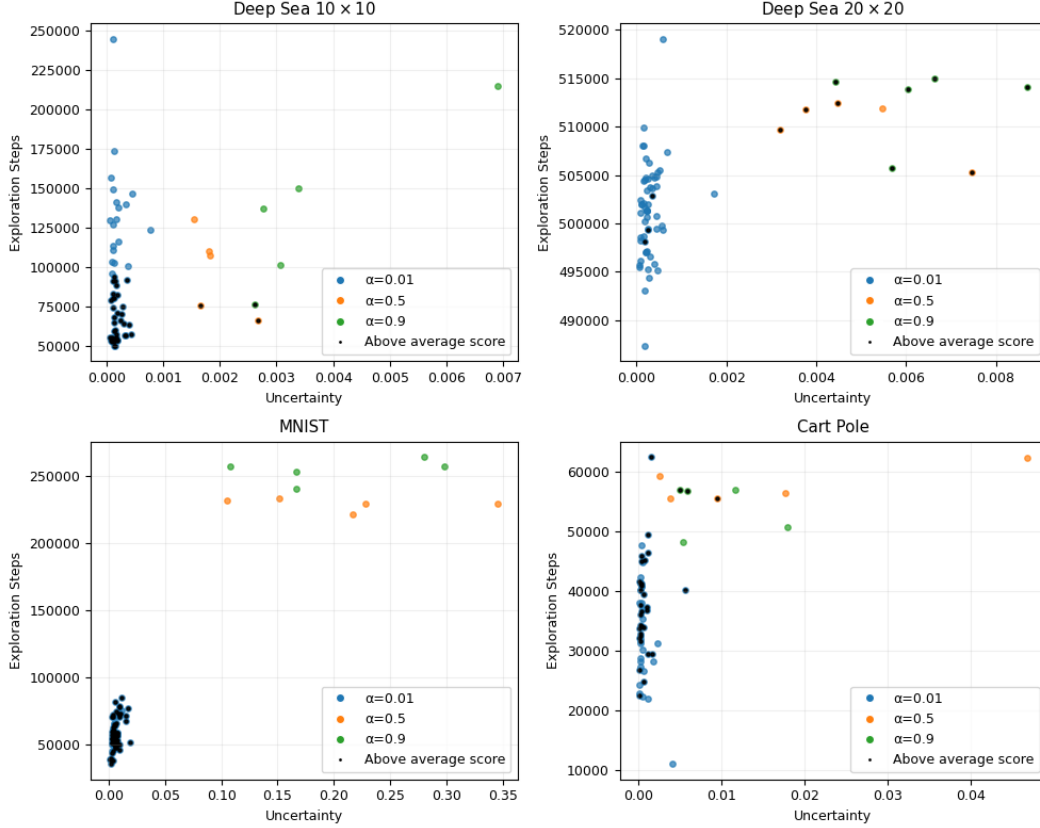 Deep Sea 10 × 10
250000
225000
200000
175000
150000
125000
100000
75000
50000
Exploration Steps
0.000 0.001 0.002 0.003 0.004 0.005 0.006 0.007
Uncertainty
α=0.01
α=0.5
α=0.9
Above average score
Deep Sea 20 × 20
520000
515000
510000
505000
500000
495000
490000
Exploration Steps
0.000 0.002 0.004 0.006 0.008
Uncertainty
α=0.01
α=0.5
α=0.9
Above average score
MNIST
250000
200000
150000
100000
50000
Exploration Steps
0.00 0.05 0.10 0.15 0.20 0.25 0.30 0.35
Uncertainty
α=0.01
α=0.5
α=0.9
Above average score
Cart Pole
60000
50000
40000
30000
20000
10000
Exploration Steps
0.00 0.01 0.02 0.03 0.04
Uncertainty
α=0.01
α=0.5
α=0.9
Above average score